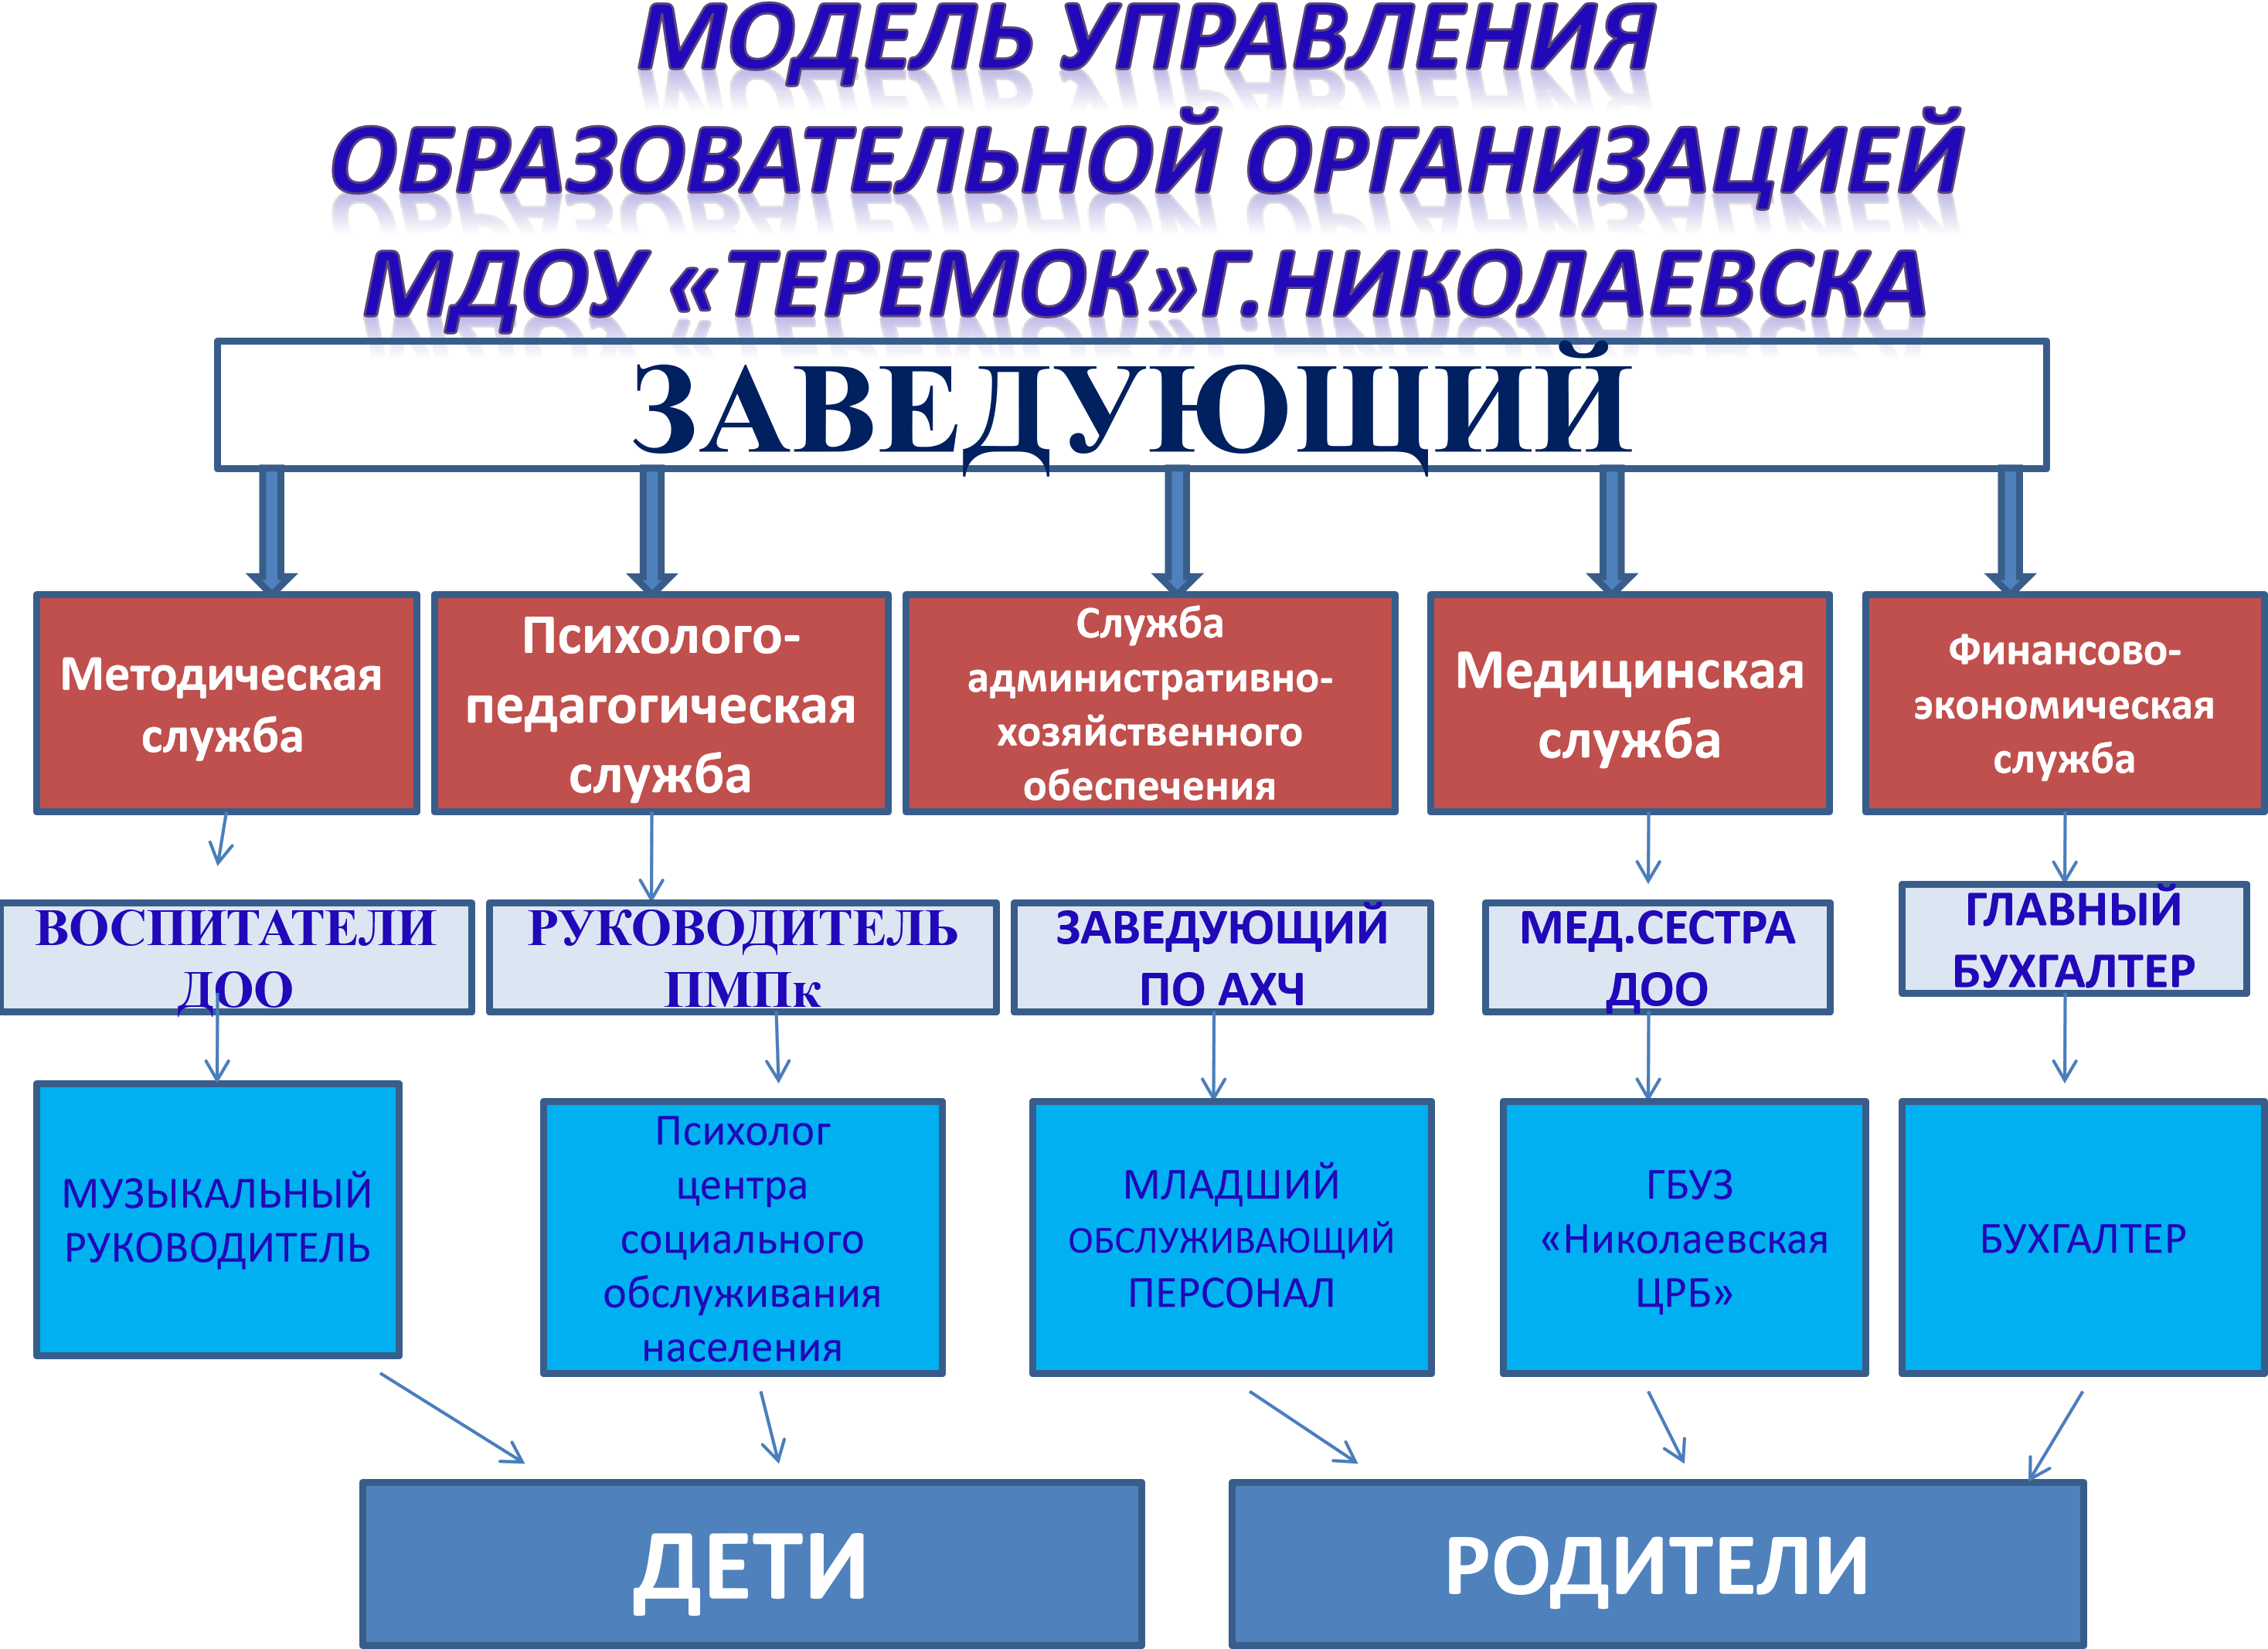 МОДЕЛЬ УПРАВЛЕНИЯ
ОБРАЗОВАТЕЛЬНОЙ ОРГАНИЗАЦИЕЙ
МДОУ «ТЕРЕМОК»Г.НИКОЛАЕВСКА
ЗАВЕДУЮЩИЙ
Методическая
служба
Психолого-
педагогическая
служба
Служба
административно-
хозяйственного
обеспечения
Медицинская
служба
Финансово-
экономическая
служба
ВОСПИТАТЕЛИ
ДОО
РУКОВОДИТЕЛЬ
ПМПк
ЗАВЕДУЮЩИЙ
ПО АХЧ
МЕД.СЕСТРА
ДОО
ГЛАВНЫЙ
БУХГАЛТЕР
МУЗЫКАЛЬНЫЙ
РУКОВОДИТЕЛЬ
Психолог
центра
социального
обслуживания
населения
МЛАДШИЙ
ОБСЛУЖИВАЮЩИЙ
ПЕРСОНАЛ
ГБУЗ
«Николаевская
ЦРБ»
БУХГАЛТЕР
ДЕТИ
РОДИТЕЛИ